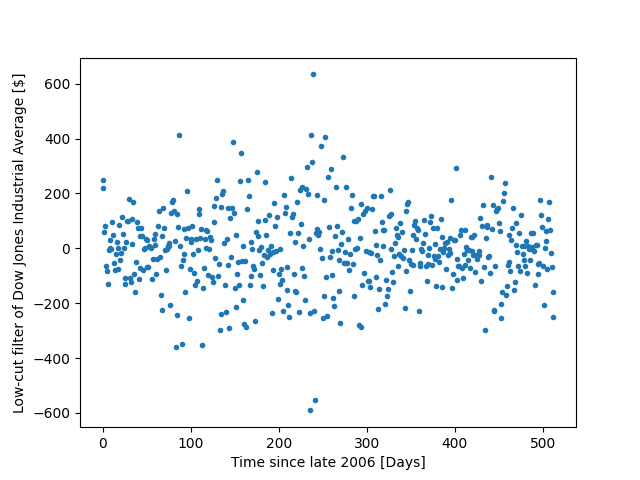 Low-cut filter of Dow Jones Industrial Average [$]
600
400
200
0
−200
−400
−600
0 100 200 300 400 500
Time since late 2006 [Days]